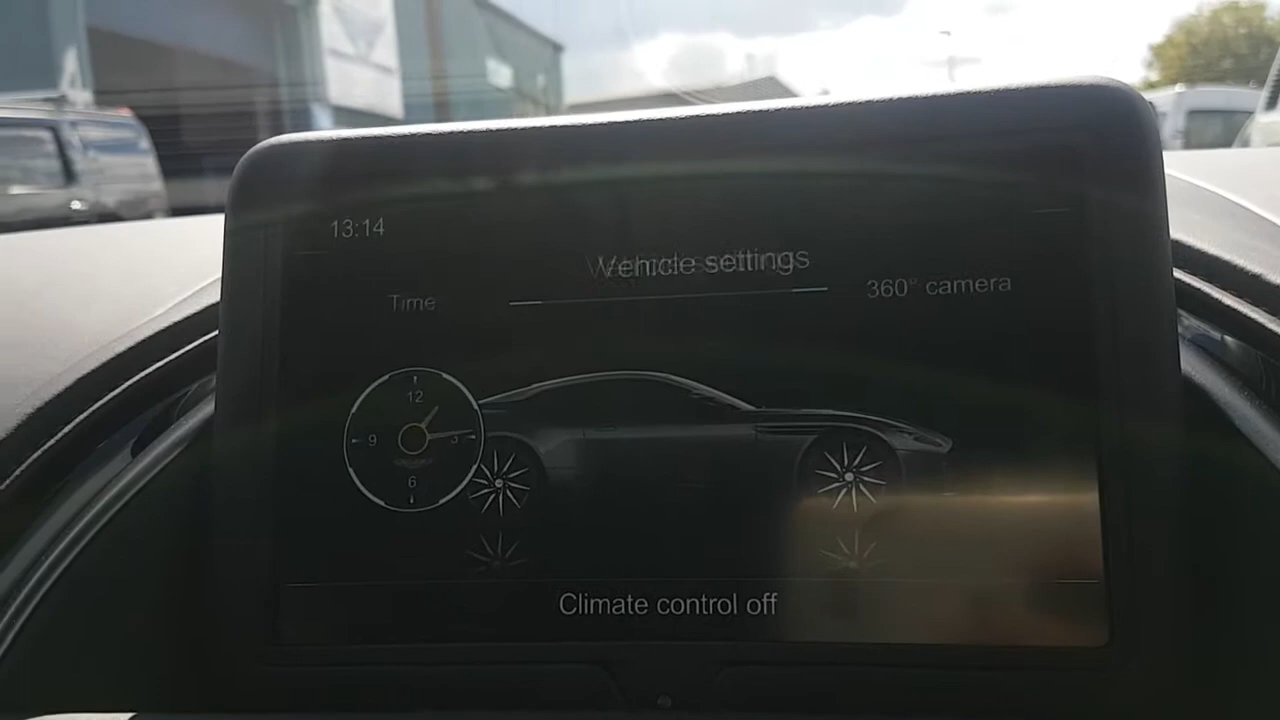 13:14
Vehicle settings
Time
360° camera
12
9
3
6
Climate control off